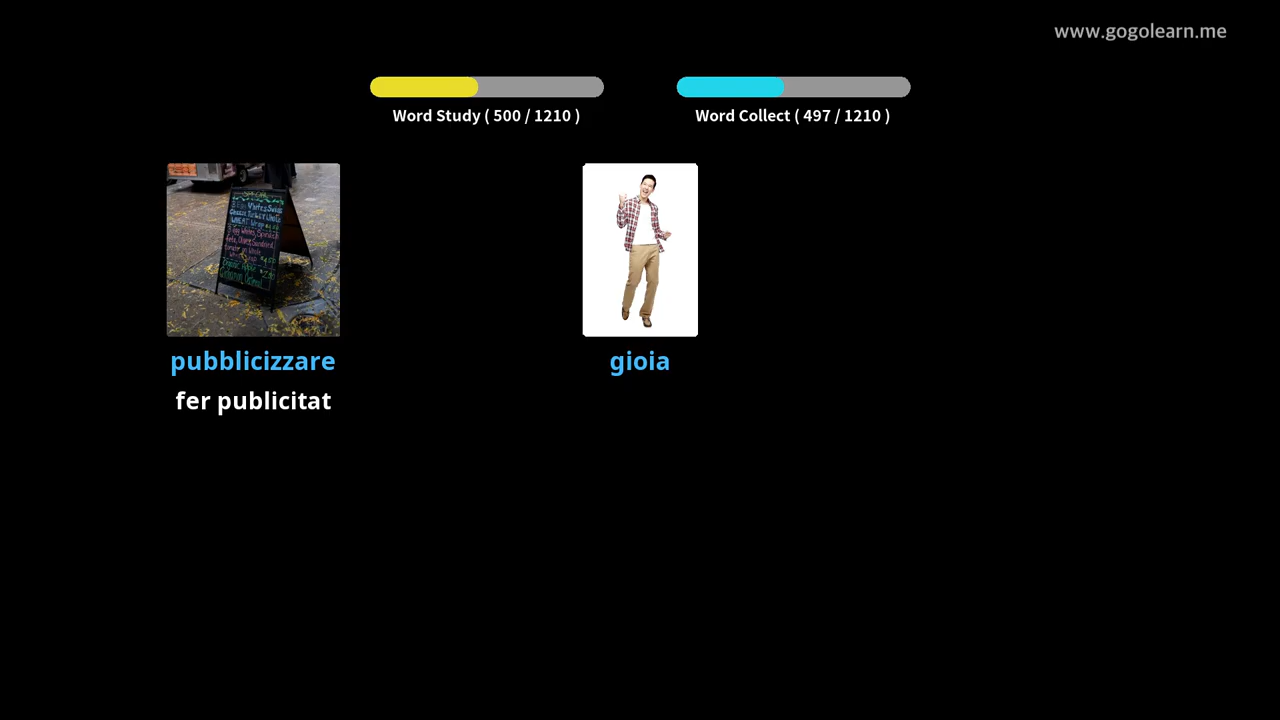 www.gogolearn.me
Word Study ( 500 / 1210 )
Word Collect ( 497 / 1210 )
pubblicizzare
gioia
fer publicitat